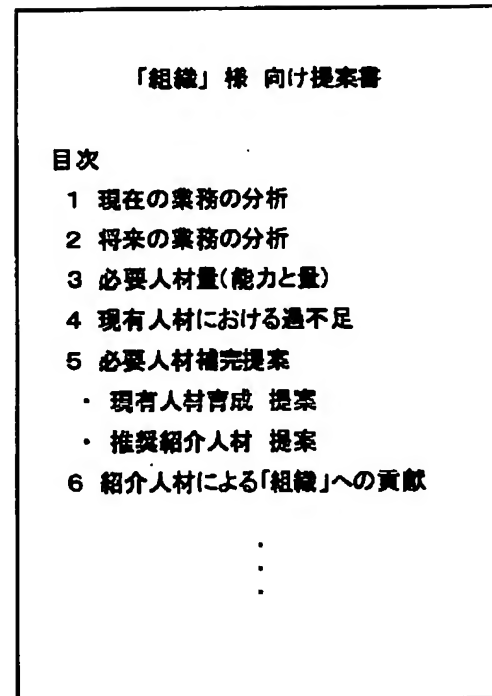 「組織」 様 向け提案書
目次
1 現在の業務の分析
2 将来の業務の分析
3 必要人材量(能力と量)
4 現有人材における過不足
5 必要人材補完提案
・ 現有人材育成 提案
・ 推奨紹介人材 提案
6 紹介人材による「組織」への貢献
・
・
・